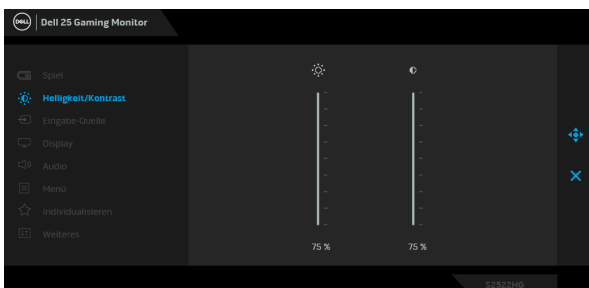 DELL
Dell 25 Gaming Monitor
Spiel
Helligkeit/Kontrast
Eingabe-Quelle
Display
Audio
Menü
Individualisieren
Weiteres
75 % 75 %
S2522HG